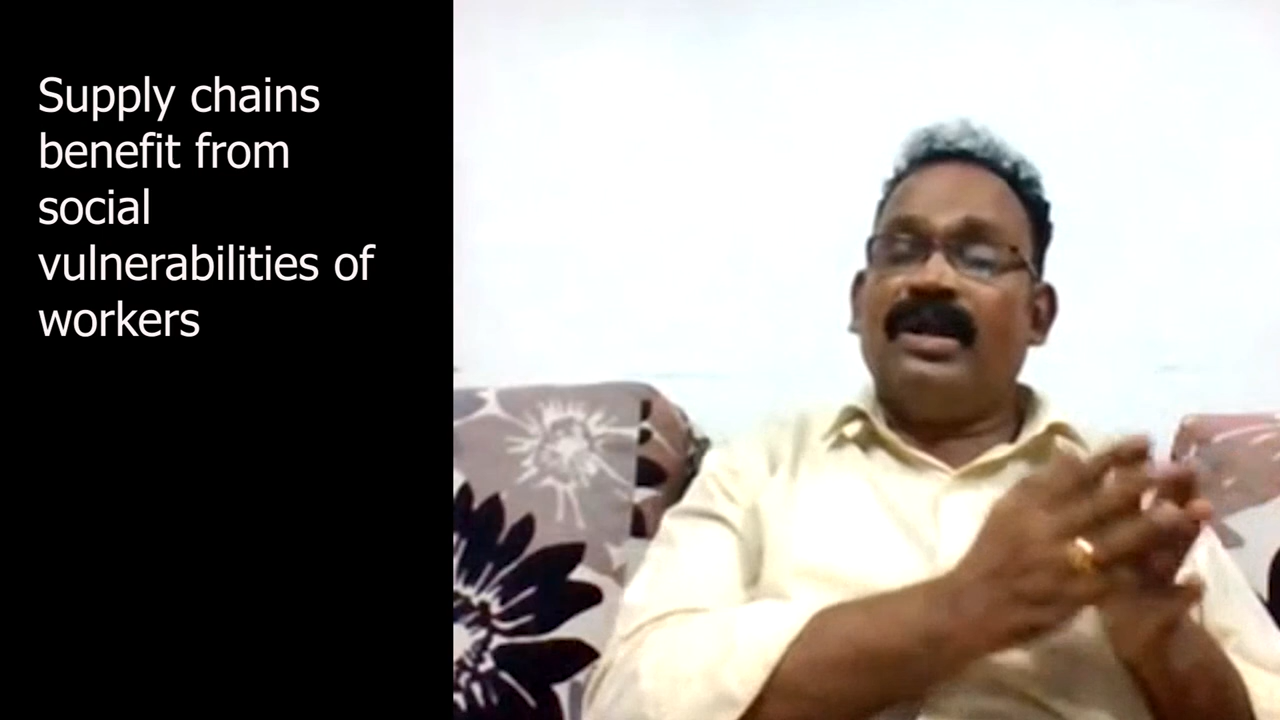 Supply chains
benefit from
social
vulnerabilities of
workers